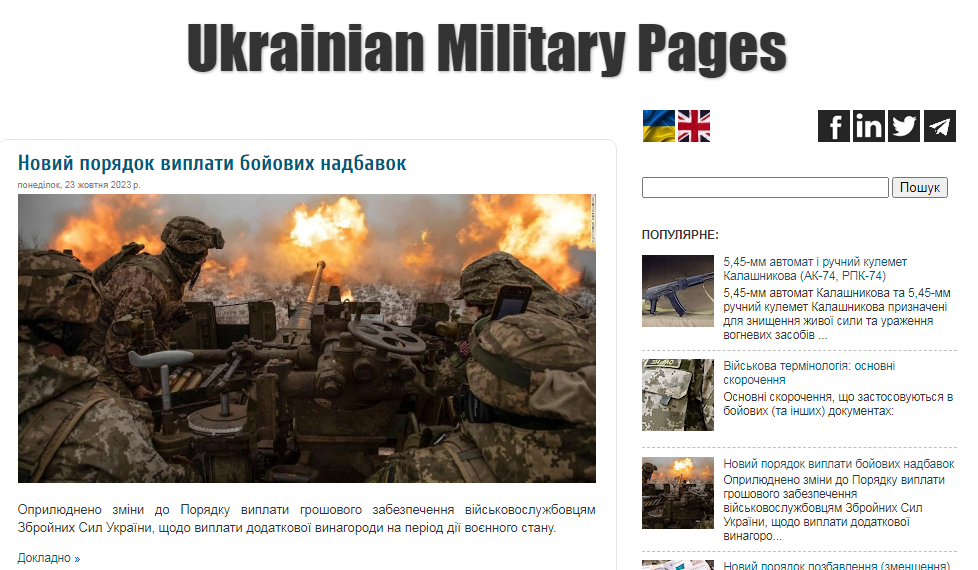 Ukrainian Military Pages
Новий порядок виплати бойових надбавок
понеділок, 23 жовтня 2023 р.
Оприлюднено зміни до Порядку виплати грошового забезпечення військовослужбовцям
Збройних Сил України, щодо виплати додаткової винагороди на період дії воєнного стану.
Докладно »
Пошук
ПОПУЛЯРНЕ:
5,45-мм автомат і ручний кулемет
Калашникова (АК-74, РПК-74)
5,45-мм автомат Калашникова та 5,45-мм
ручний кулемет Калашникова призначені
для знищення живої сили та ураження
вогневих засобів ...
Військова термінологія: основні
скорочення
Основні скорочення, що застосовуються в
бойових (та інших) документах:
Новий порядок виплати бойових надбавок
Оприлюднено зміни до Порядку виплати
грошового забезпечення
військовослужбовцям Збройних Сил
України, щодо виплати додаткової
винагоро...
Новий порядок позбавлення (зменшення)